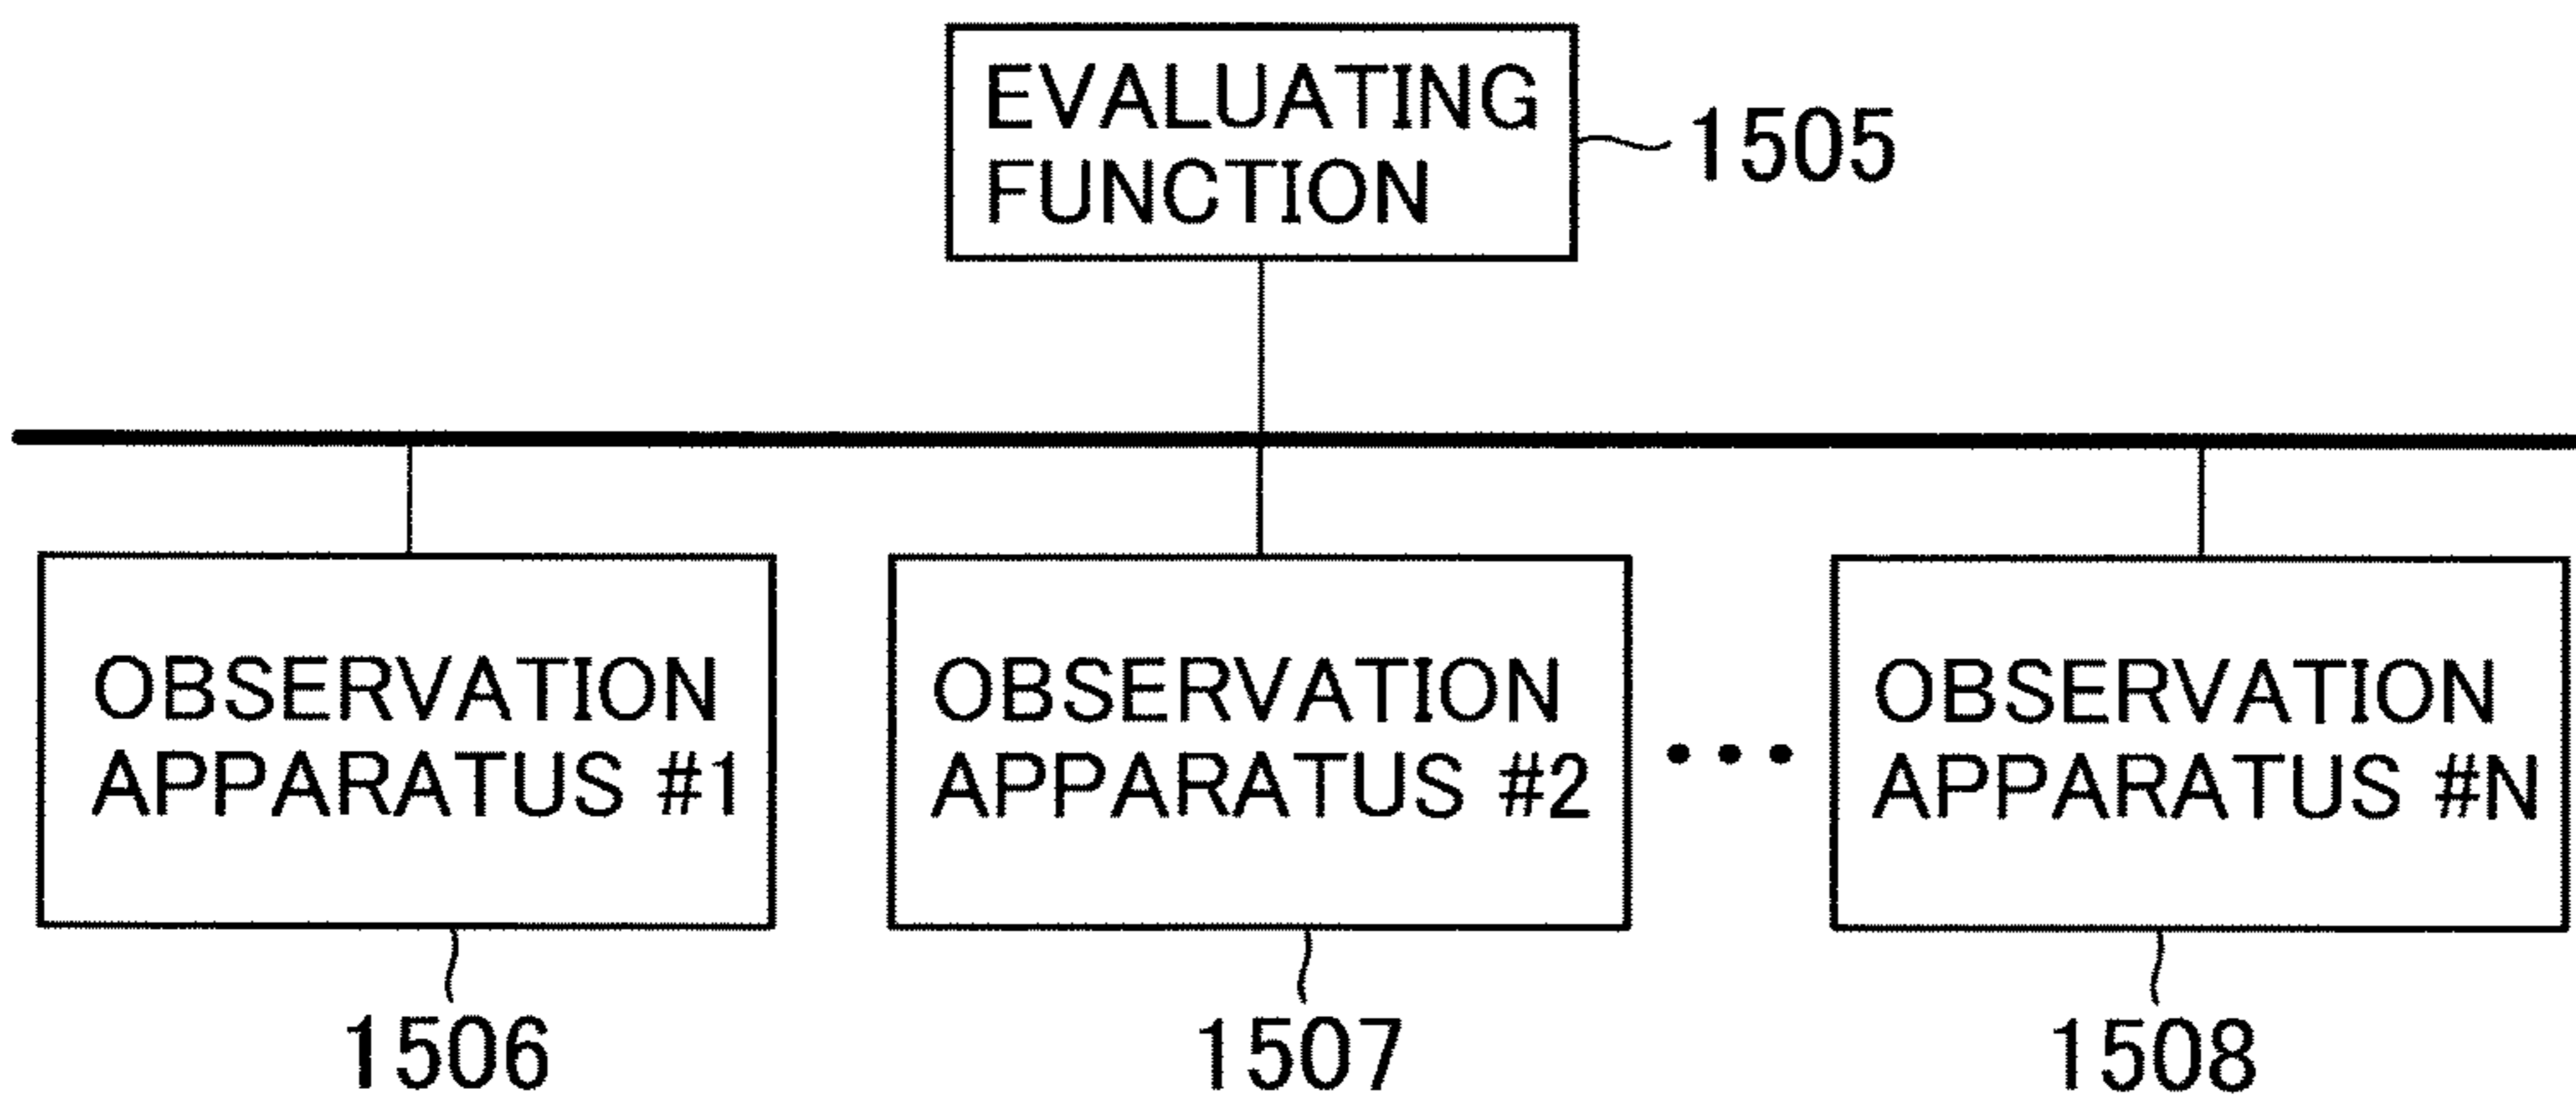 EVALUATING
FUNCTION
1505
OBSERVATION
APPARATUS #1
OBSERVATION
APPARATUS #2
•••
OBSERVATION
APPARATUS #N
1506
1507
1508